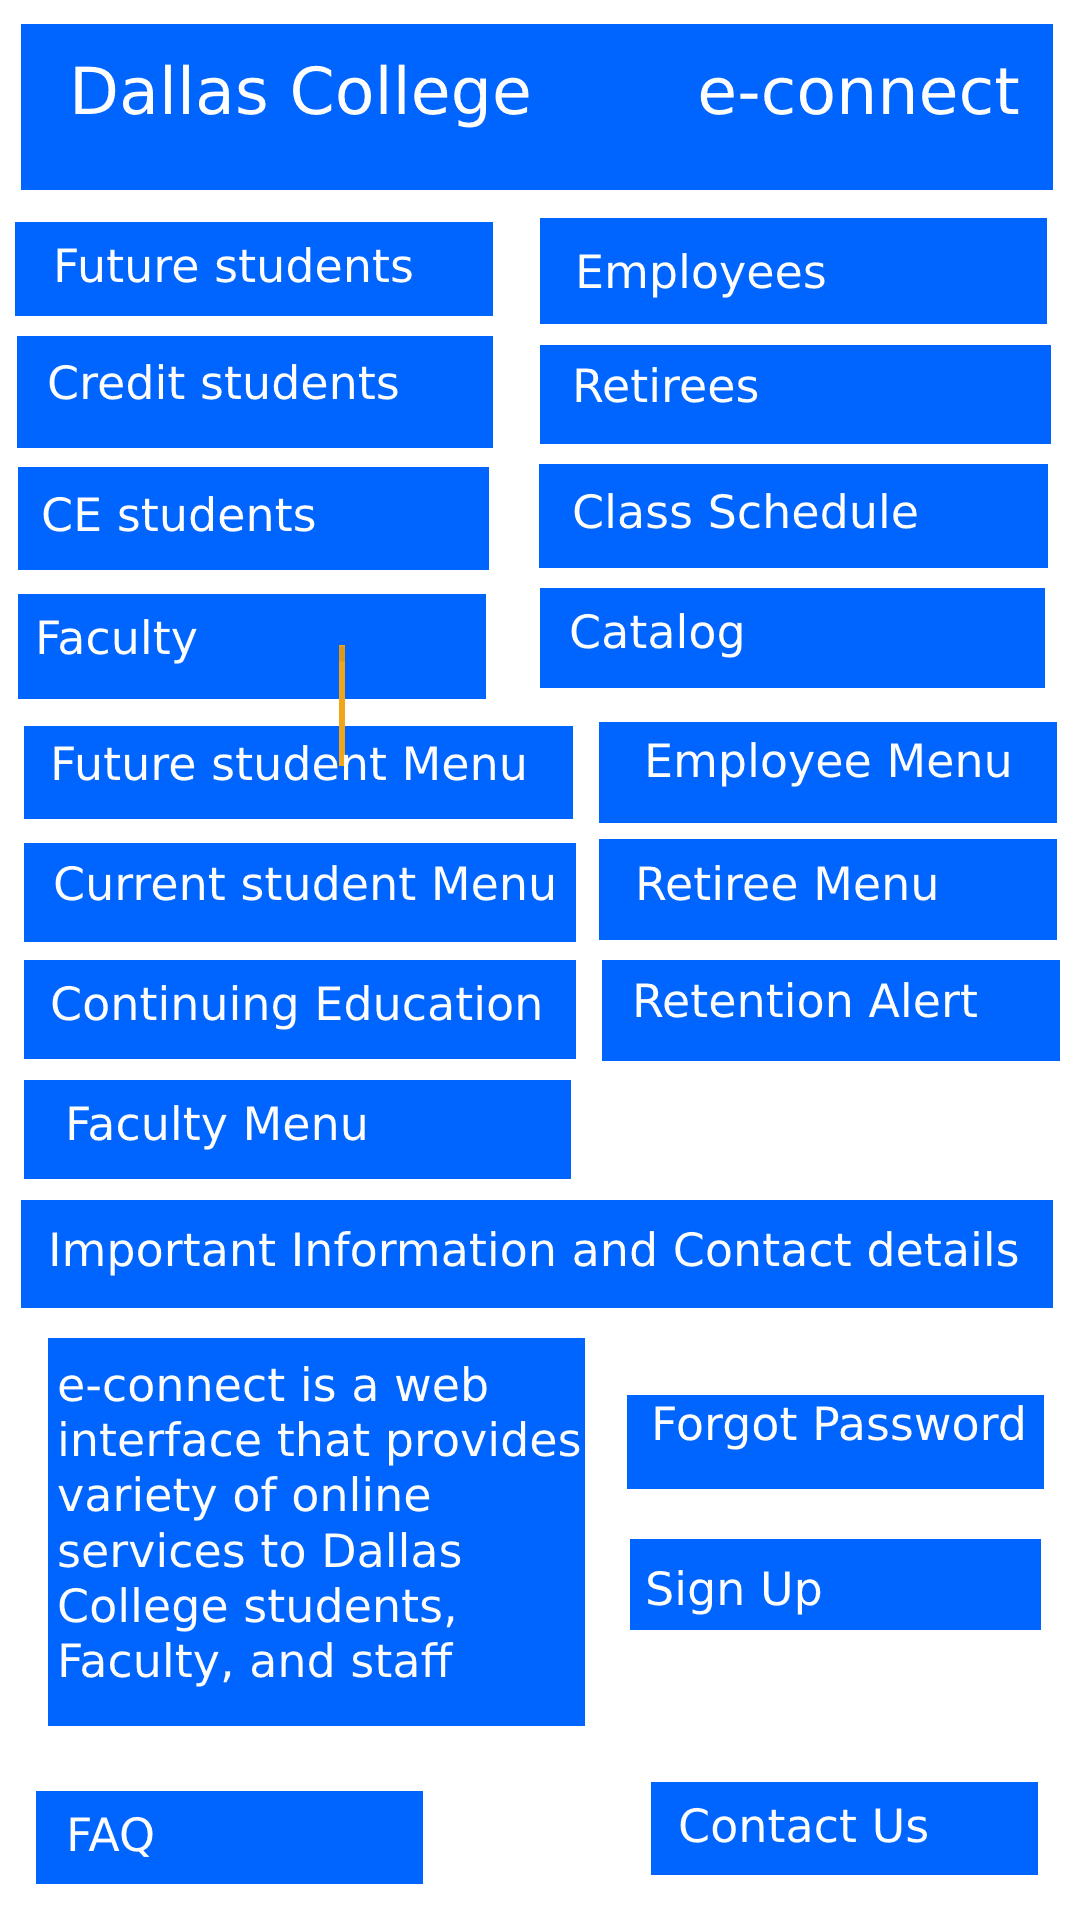 Dallas College e-connect
Future students
Employees
Credit students
Retirees
CE students
Class Schedule
Faculty
Catalog
Future student Menu
Employee Menu
Current student Menu
Retiree Menu
Continuing Education
Retention Alert
Faculty Menu
Important Information and Contact details
e-connect is a web
interface that provides
variety of online
services to Dallas
College students,
Faculty, and staff
Forgot Password
Sign Up
FAQ
Contact Us